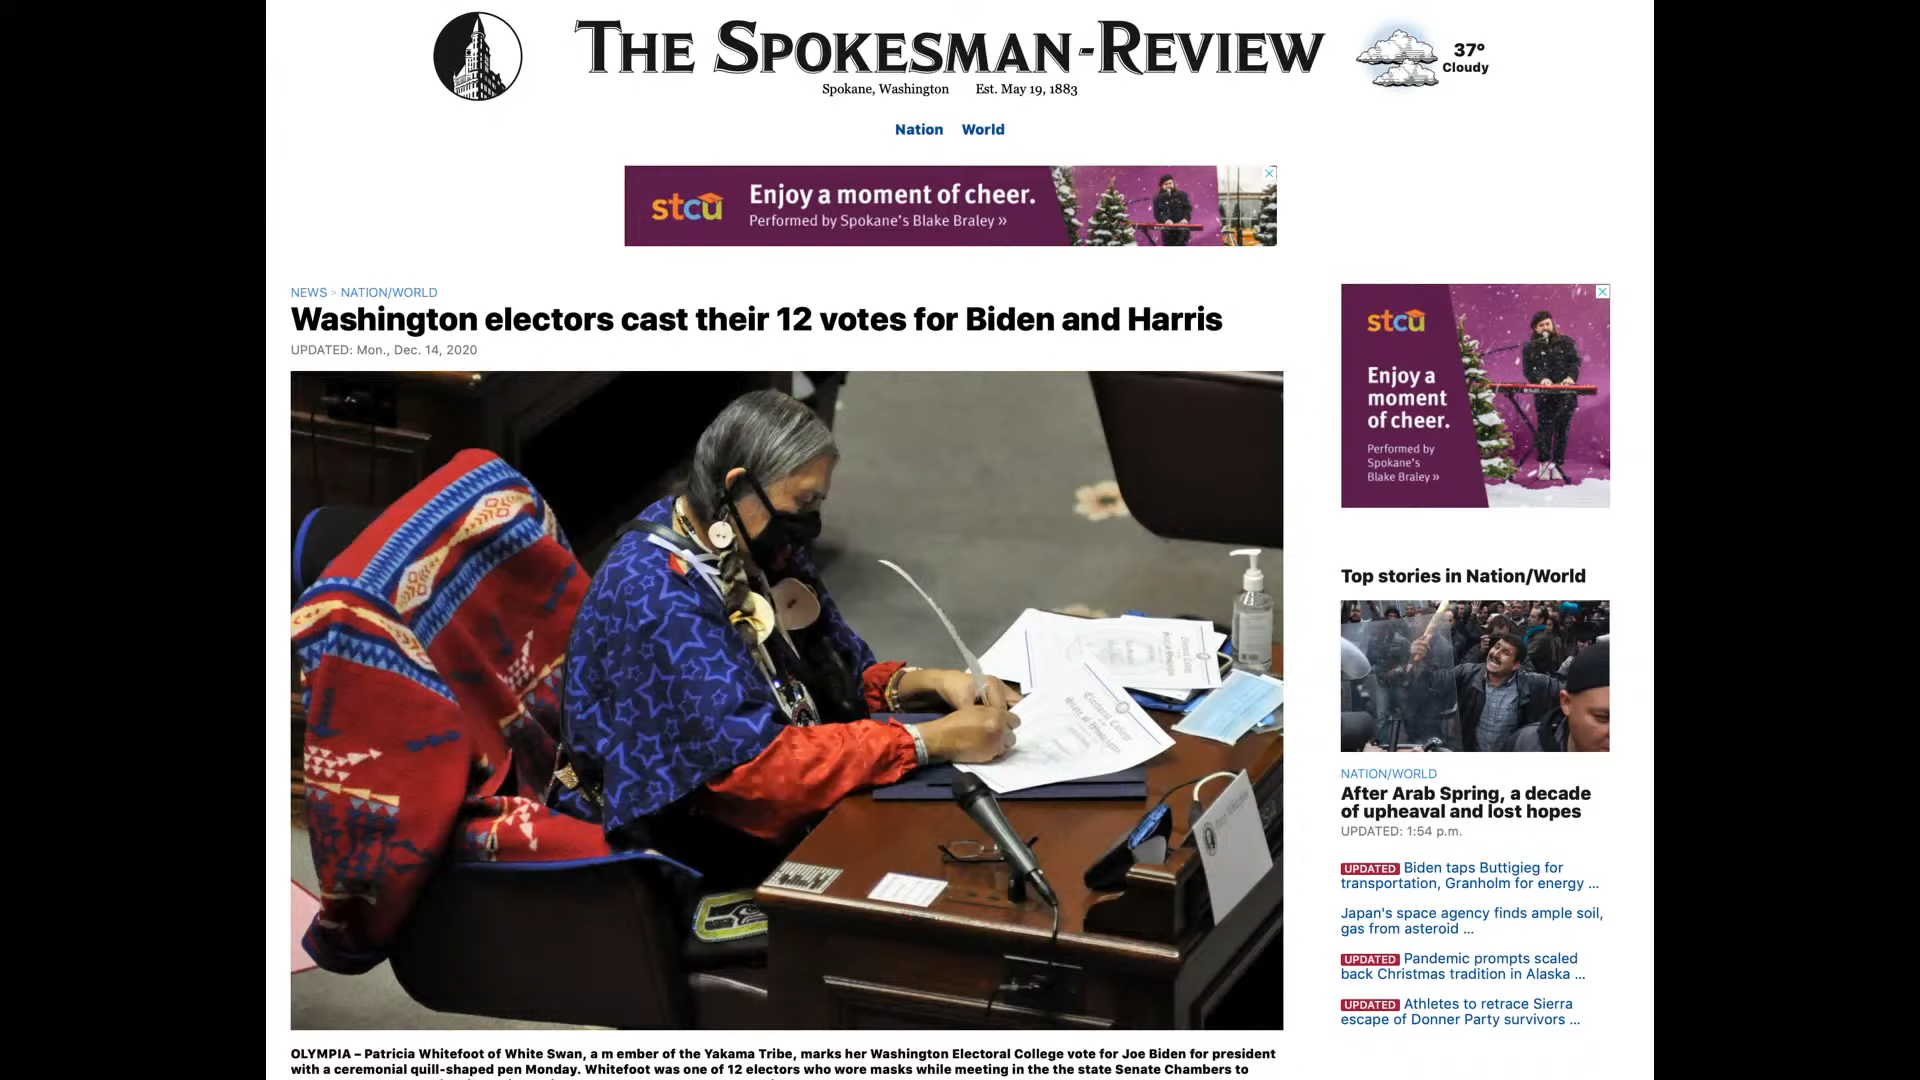 THE SPOKESMAN-REVIEW
Spokane, Washington Est. May 19, 1883
37°
Cloudy
Nation World
stcu
Enjoy a moment of cheer.
Performed by Spokane's Blake Braley »
NEWS > NATION/WORLD
Washington electors cast their 12 votes for Biden and Harris
UPDATED: Mon., Dec. 14, 2020
Electoral College
State of Washington
OLYMPIA – Patricia Whitefoot of White Swan, a m ember of the Yakama Tribe, marks her Washington Electoral College vote for Joe Biden for president
with a ceremonial quill-shaped pen Monday. Whitefoot was one of 12 electors who wore masks while meeting in the the state Senate Chambers to
stcu
Enjoy a
moment
of cheer.
Performed by
Spokane's
Blake Braley »
Top stories in Nation/World
NATION/WORLD
After Arab Spring, a decade
of upheaval and lost hopes
UPDATED: 1:54 p.m.
UPDATED Biden taps Buttigieg for
transportation, Granholm for energy ...
Japan's space agency finds ample soil,
gas from asteroid ...
UPDATED Pandemic prompts scaled
back Christmas tradition in Alaska ...
UPDATED Athletes to retrace Sierra
escape of Donner Party survivors ...